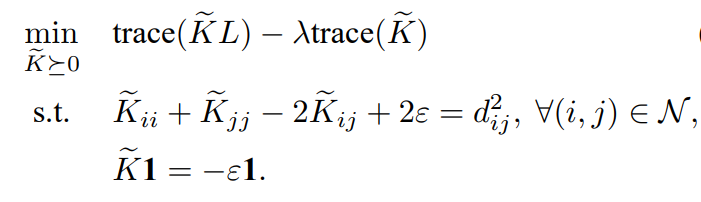 min trace(K̃L) − λtrace(K̃)
K̃⪰0
s.t. K̃ᵢᵢ + K̃ⱼⱼ − 2K̃ᵢⱼ + 2ε = d²ᵢⱼ, ∀(i, j) ∈ 𝒩,
K̃1 = −ε1.